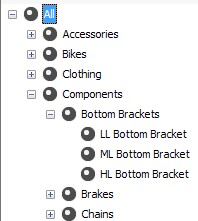 All
Accessories
Bikes
Clothing
Components
Bottom Brackets
LL Bottom Bracket
ML Bottom Bracket
HL Bottom Bracket
Brakes
Chains